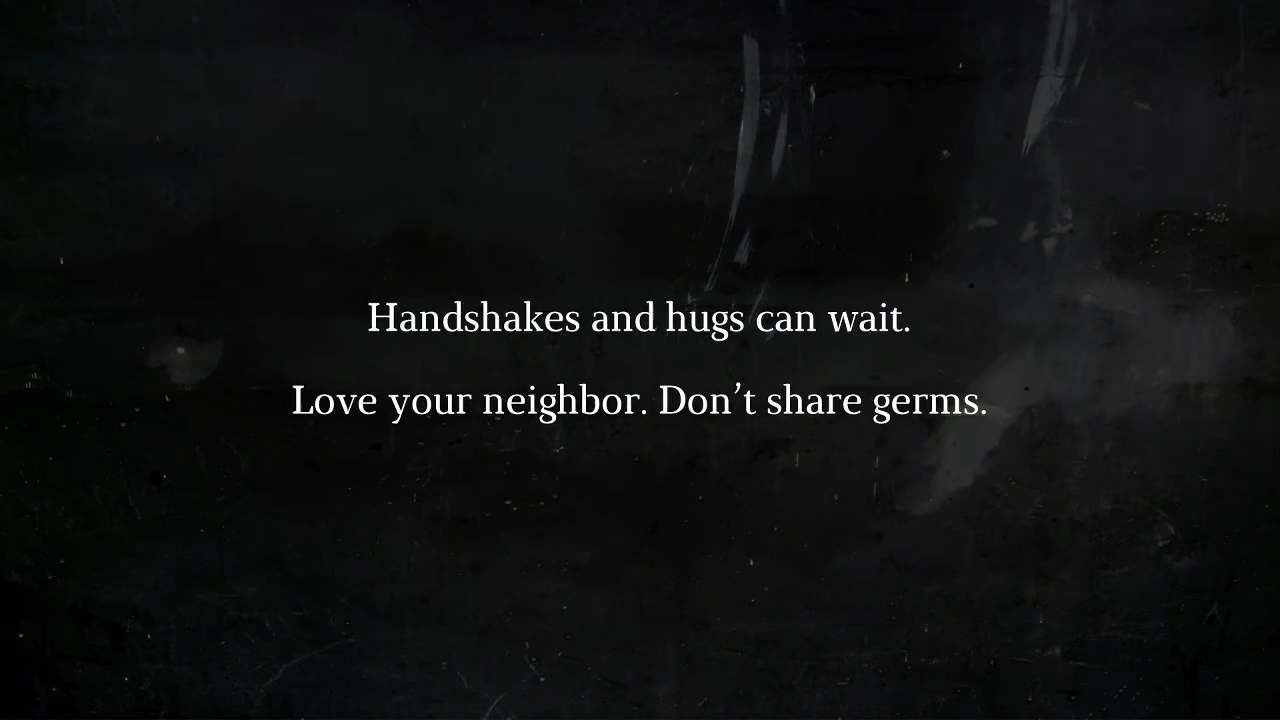 Handshakes and hugs can wait.
Love your neighbor. Don’t share germs.